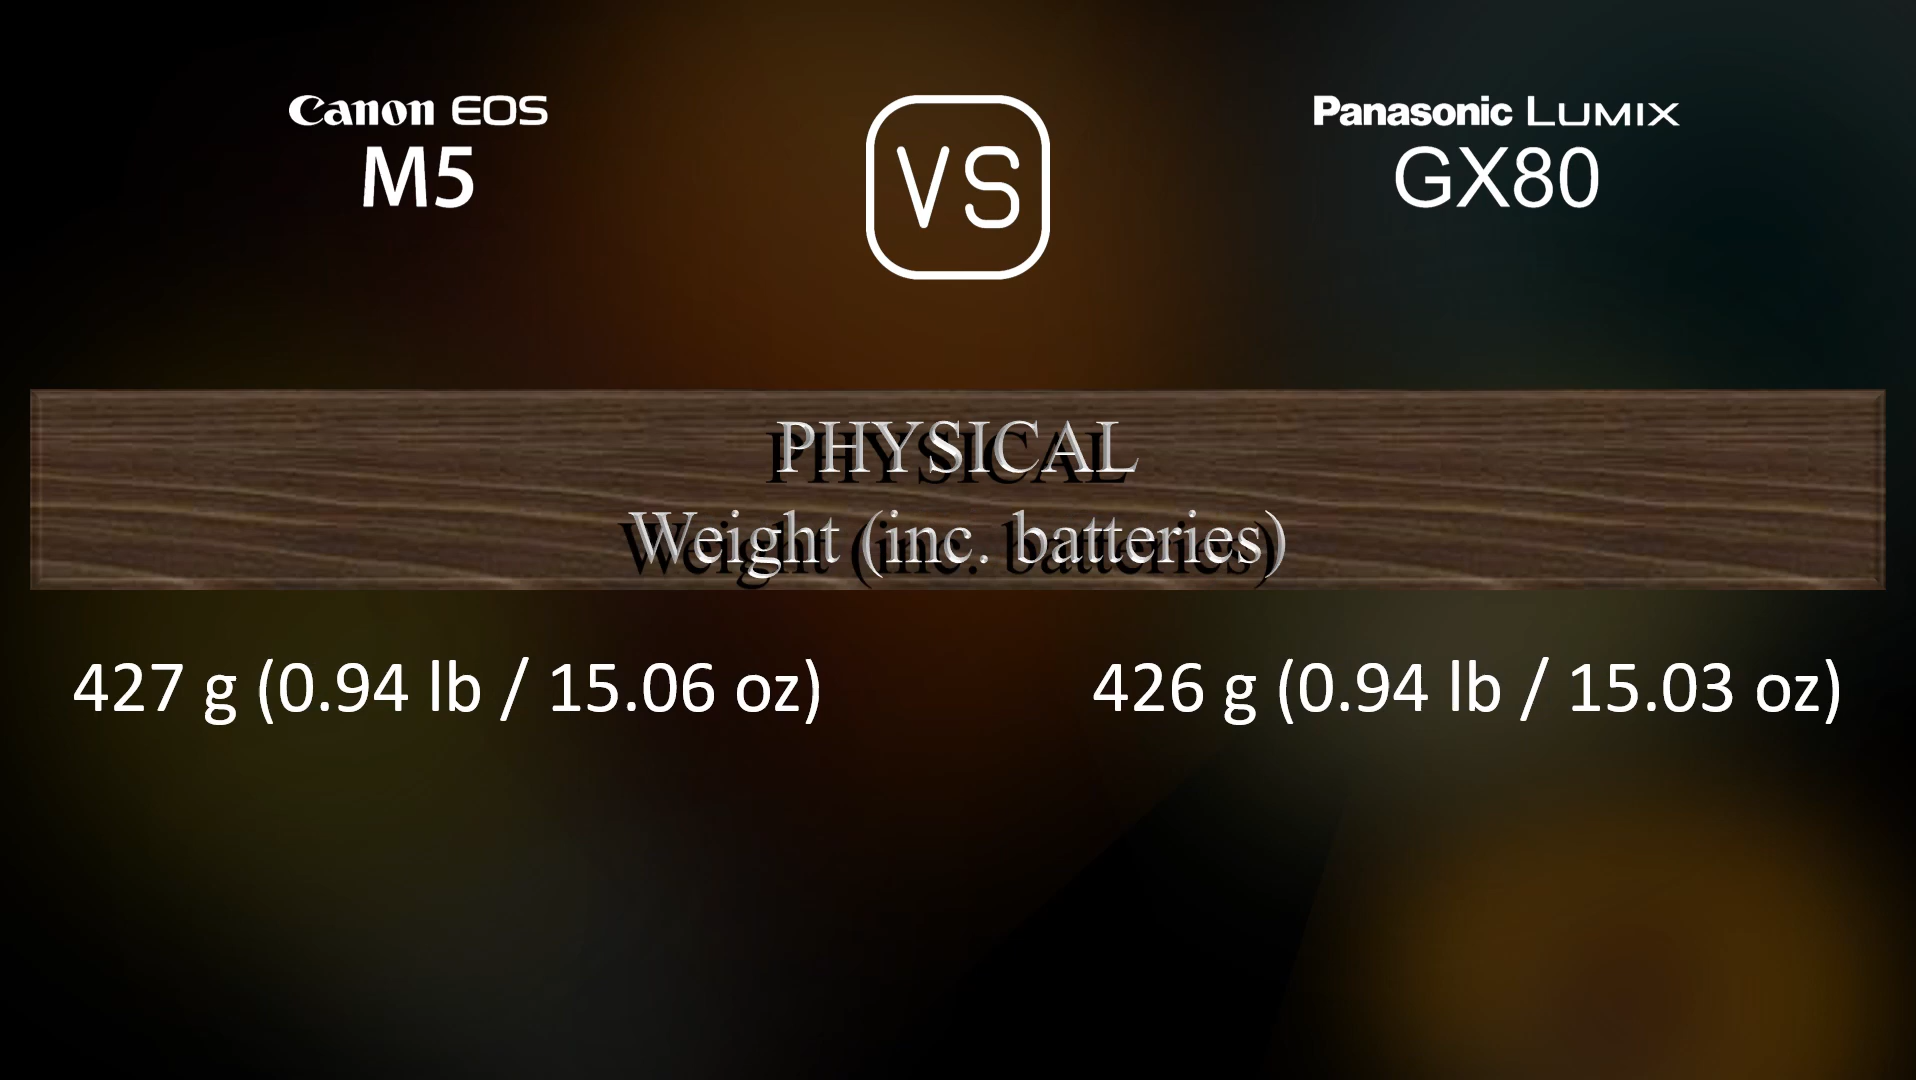 Canon EOS
M5
VS
Panasonic LUMIX
GX80
PHYSICAL
Weight (inc. batteries)
427 g (0.94 lb / 15.06 oz)
426 g (0.94 lb / 15.03 oz)